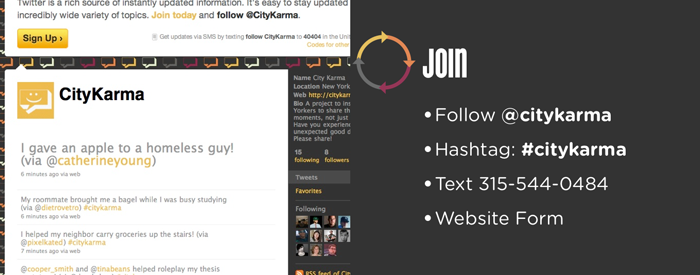 Twitter is a rich source of instantly updated information. It's easy to stay updated
incredibly wide variety of topics. Join today and follow @CityKarma.
Sign Up ›
Get updates via SMS by texting follow CityKarma to 40404 in the Unit
Codes for other
CityKarma
I gave an apple to a homeless guy!
(via @catherineyoung)
6 minutes ago via web
My roommate brought me a bagel while I was busy studying
(via @dietrovetro) #citykarma
6 minutes ago via web
I helped my neighbor carry groceries up the stairs! (via
@pixelkated) #citykarma
7 minutes ago via web
@cooper_smith and @tinabeans helped roleplay my thesis
Name City Karma
Location New York
Web http://citykar
Bio A project to ins
Yorkers to share the
moments, not just
Have you experienc
unexpected good d
Please share!
15
following
8
followers
Tweets
Favorites
Following
RSS feed of City
JOIN
• Follow @citykarma
• Hashtag: #citykarma
• Text 315-544-0484
• Website Form